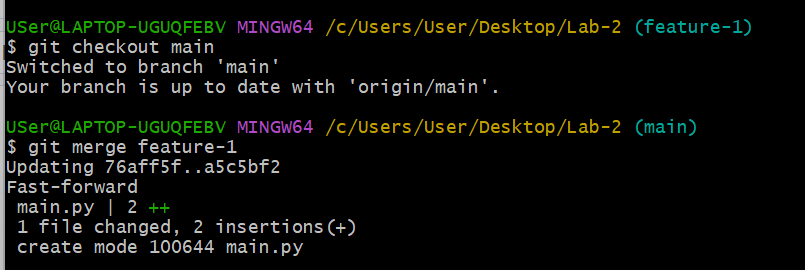 USer@LAPTOP-UGUQFEBV MINGW64 /c/Users/User/Desktop/Lab-2 (feature-1)
$ git checkout main
Switched to branch 'main'
Your branch is up to date with 'origin/main'.
USer@LAPTOP-UGUQFEBV MINGW64 /c/Users/User/Desktop/Lab-2 (main)
$ git merge feature-1
Updating 76aff5f..a5c5bf2
Fast-forward
main.py | 2 ++
1 file changed, 2 insertions(+)
create mode 100644 main.py